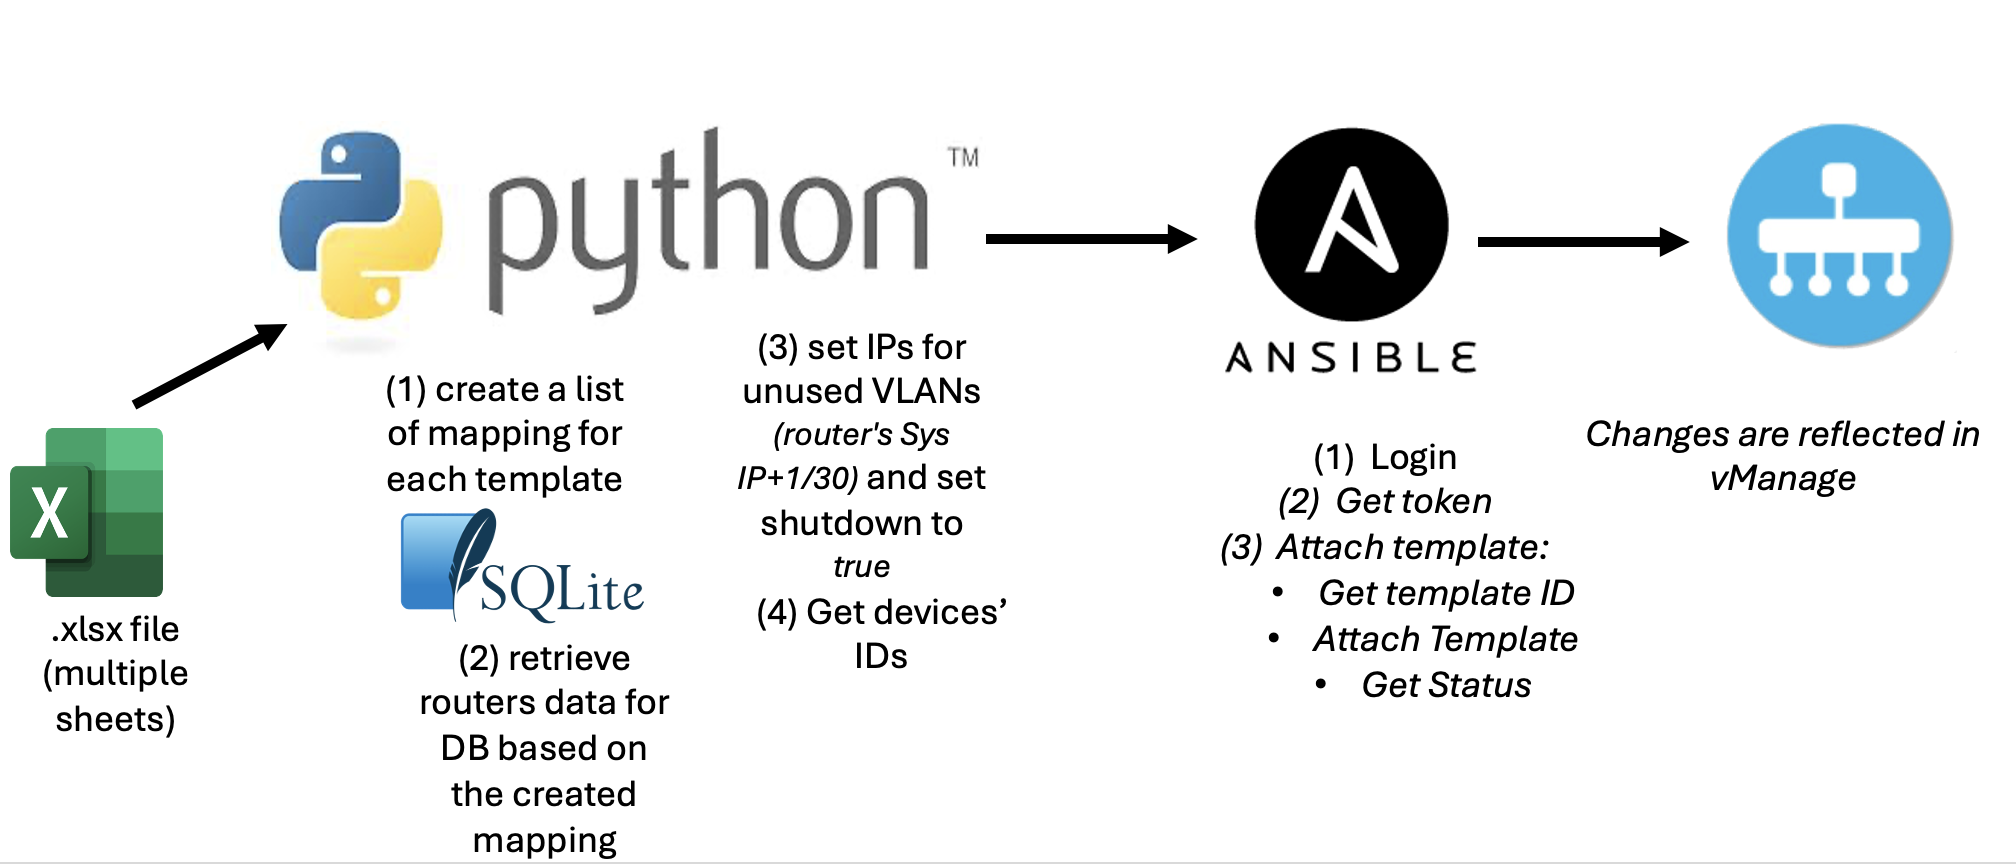 python
TM
X
.xlsx file
(multiple
sheets)
(1) create a list
of mapping for
each template
SQLite
(2) retrieve
routers data for
DB based on
the created
mapping
(3) set IPs for
unused VLANs
(router's Sys
IP+1/30) and set
shutdown to
true
(4) Get devices’
IDs
A
ANSIBLE
(1) Login
(2) Get token
(3) Attach template:
• Get template ID
• Attach Template
• Get Status
Changes are reflected in
vManage